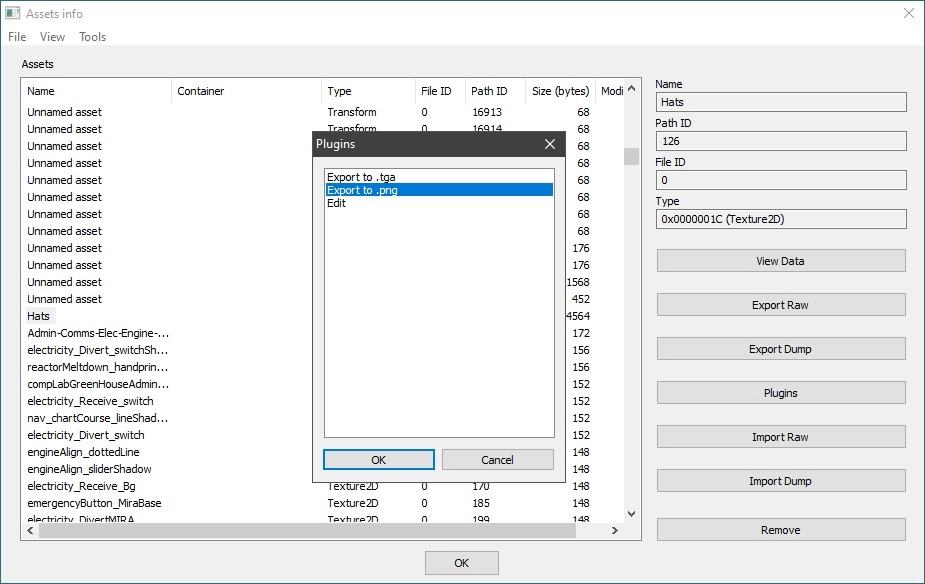 Assets info
File View Tools
Assets
Name Container Type File ID Path ID Size (bytes) Modi
Unnamed asset Transform 0 16913 68
Unnamed asset Transform 0 16914 68
Unnamed asset 68
Unnamed asset 68
Unnamed asset 68
Unnamed asset 68
Unnamed asset 68
Unnamed asset 68
Unnamed asset 176
Unnamed asset 176
Unnamed asset 1568
Unnamed asset 452
Hats 4564
Admin-Comms-Elec-Engine-... 172
electricity_Divert_switchSh... 156
reactorMeltdown_handprin... 156
compLabGreenHouseAdmin... 152
electricity_Receive_switch 152
nav_chartCourse_lineShad... 152
electricity_Divert_switch 152
engineAlign_dottedLine 148
engineAlign_sliderShadow 148
electricity_Receive_Bg Texture2D 0 170 148
emergencyButton_MiraBase Texture2D 0 185 148
electricity_DivertMIRA Texture2D 0 199 148
OK
Plugins
Export to .tga
Export to .png
Edit
OK Cancel
Name
Hats
Path ID
126
File ID
0
Type
0x0000001C (Texture2D)
View Data
Export Raw
Export Dump
Plugins
Import Raw
Import Dump
Remove